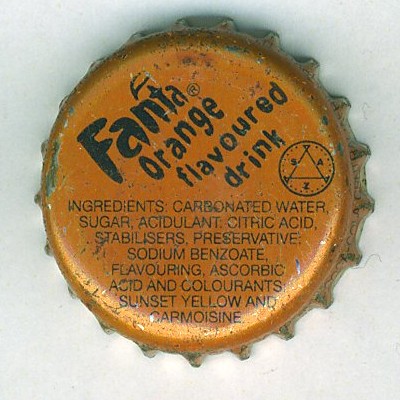 Fanta®
Orange
flavoured
drink
INGREDIENTS: CARBONATED WATER,
SUGAR, ACIDULANT: CITRIC ACID,
STABILISERS, PRESERVATIVE:
SODIUM BENZOATE,
FLAVOURING, ASCORBIC
ACID AND COLOURANTS:
SUNSET YELLOW AND
CARMOISINE.